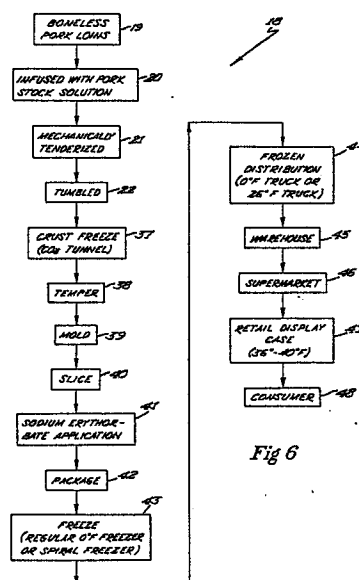 18
BONELESS
PORK LOINS
19
INFUSED WITH PORK
STOCK SOLUTION
20
MECHANICALLY
TENDERIZED
21
TUMBLED
22
CRUST FREEZE
(CO2 TUNNEL)
37
TEMPER
38
MOLD
39
SLICE
40
SODIUM ERYTHOR-
BATE APPLICATION
41
PACKAGE
42
FREEZE
(REGULAR 0°F FREEZER
OR SPIRAL FREEZER)
43
FROZEN
DISTRIBUTION
(0°F TRUCK OR
26°F TRUCK)
WAREHOUSE
45
SUPERMARKET
46
RETAIL DISPLAY
CASE
(36°-40°F)
CONSUMER
48
Fig 6